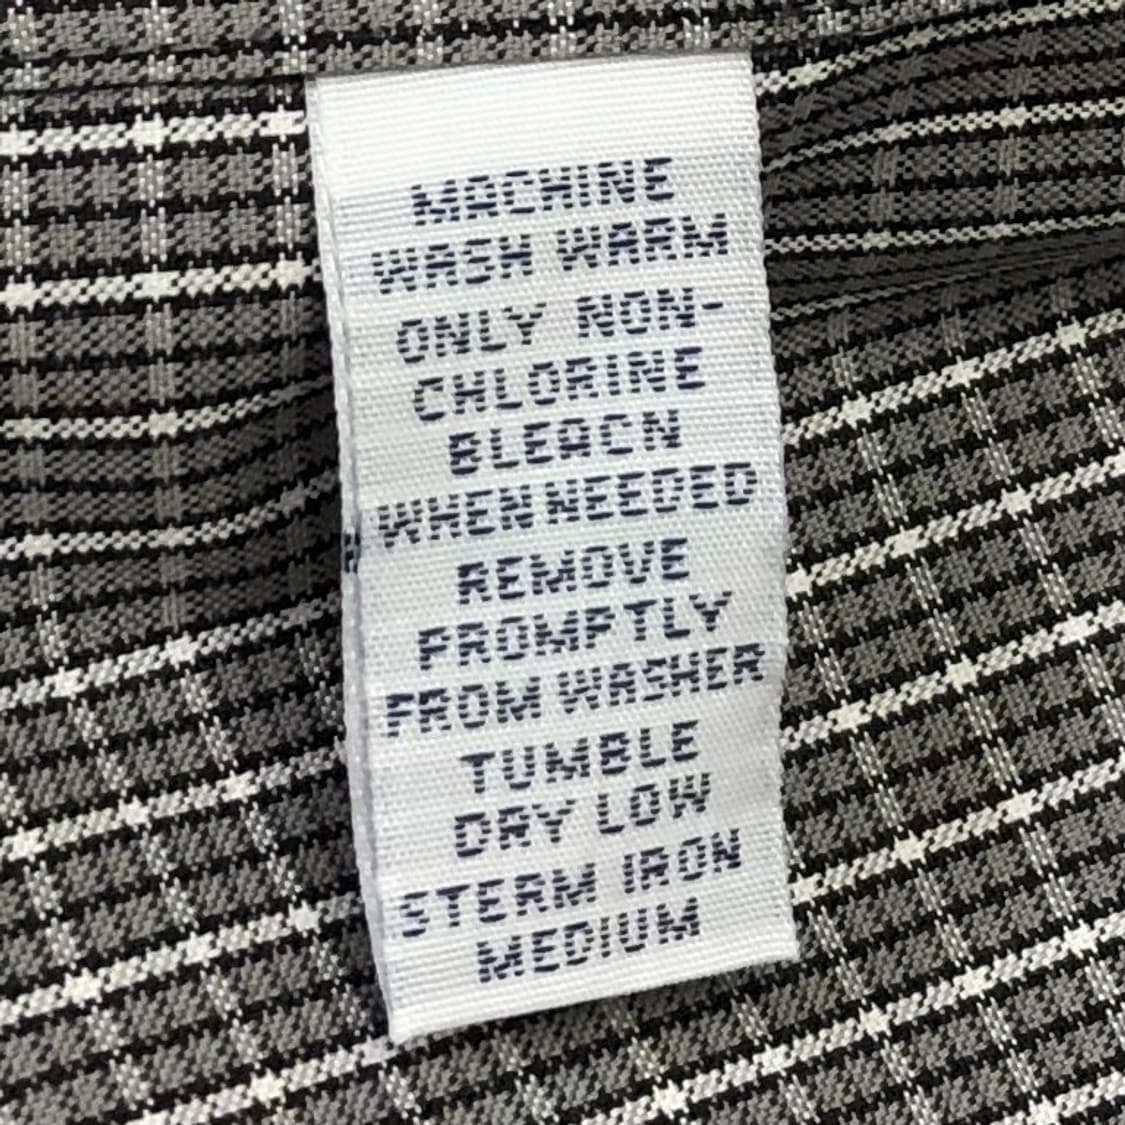 MACHINE
WASH WARM
ONLY NON-
CHLORINE
BLEACN
WHEN NEEDED
REMOVE
PROMPTLY
FROM WASHER
TUMBLE
DRY LOW
STERM IRON
MEDIUM